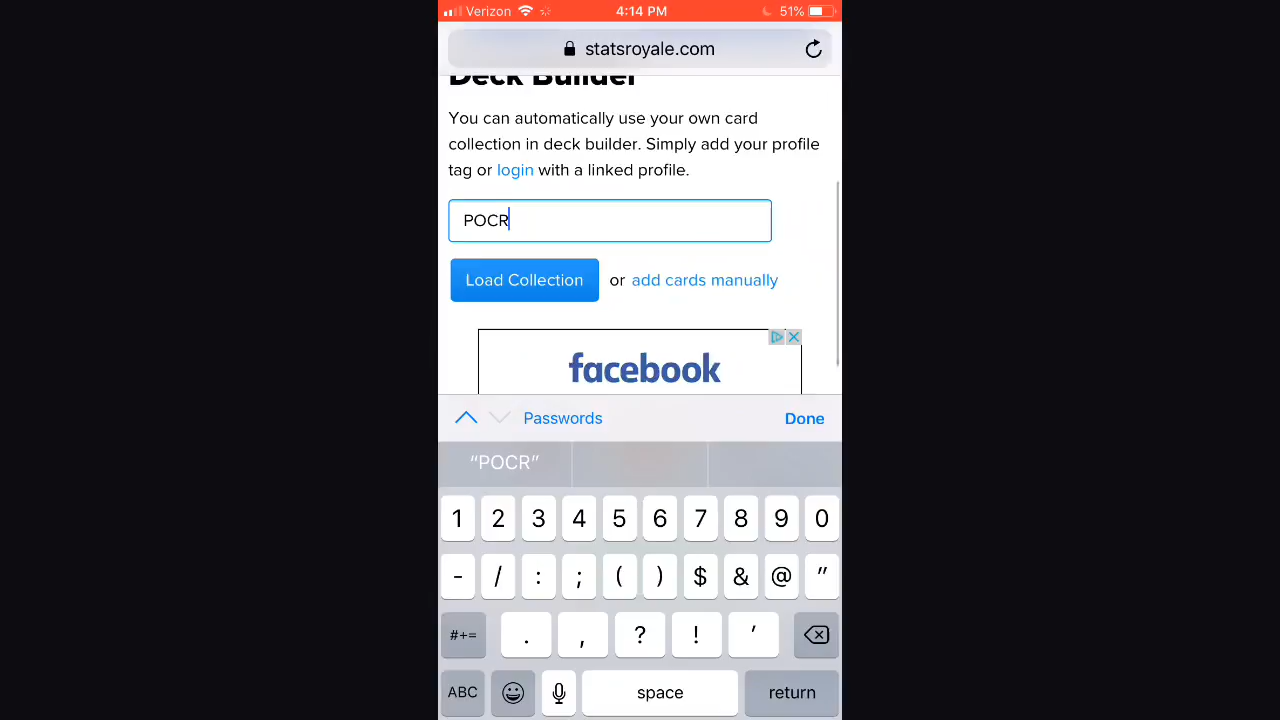 Verizon 4:14 PM 51%
statsroyale.com
Deck Builder
You can automatically use your own card
collection in deck builder. Simply add your profile
tag or login with a linked profile.
POCR
Load Collection or add cards manually
facebook
Passwords Done
“POCR”
1 2 3 4 5 6 7 8 9 0
- / : ; ( ) $ & @ ”
#+= . , ? ! ’
ABC space return